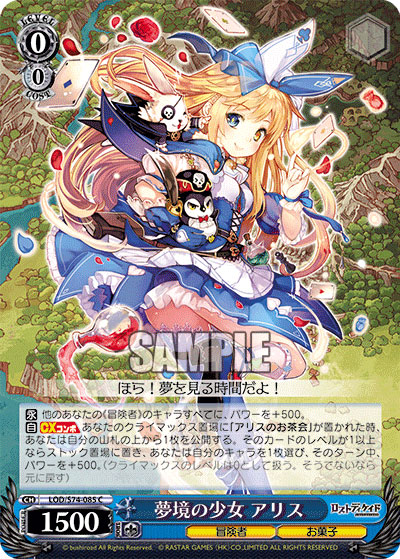 LEVEL
0
0
COST
SAMPLE
ほら！夢を見る時間だよ！
永 他のあなたの《冒険者》のキャラすべてに、パワーを+500。
自 CXコンボ あなたのクライマックス置場に「アリスのお茶会」が置かれた時、
あなたは自分の山札の上から1枚を公開する。そのカードのレベルが1以上
ならストック置場に置き、あなたは自分のキャラを1枚選び、そのターン中、
パワーを+500。（クライマックスのレベルは0として扱う。そうでないなら
元に戻す）
CH LOD/S74-085 C
ロストディケイド
1500
夢境の少女 アリス
冒険者
お菓子
© bushiroad All Rights Reserved. © RASTAR GAMES (HK) CO.,LIMITED ALL RIGHTS RESERVED.